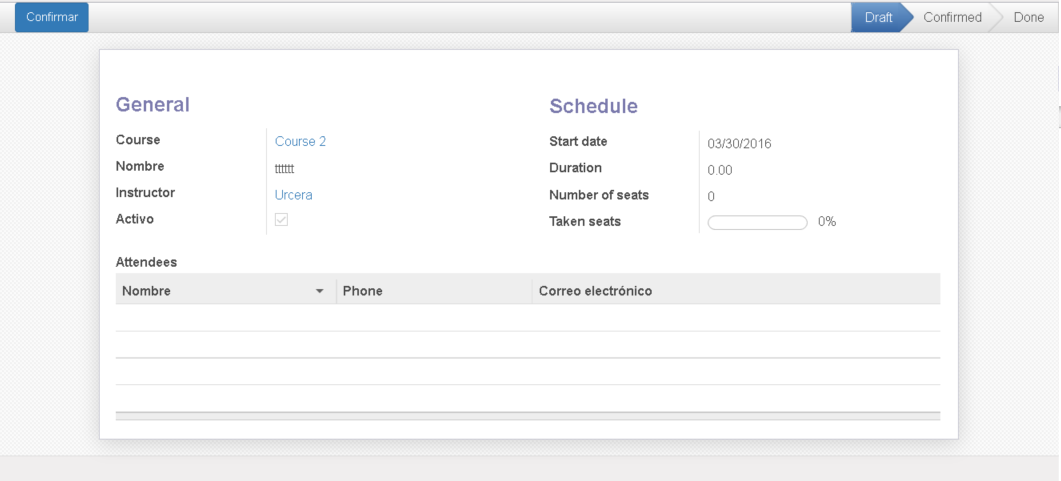 Confirmar
Draft Confirmed Done
General
Course Course 2
Nombre tttttt
Instructor Urcera
Activo
Schedule
Start date 03/30/2016
Duration 0.00
Number of seats 0
Taken seats 0%
Attendees
Nombre Phone Correo electrónico